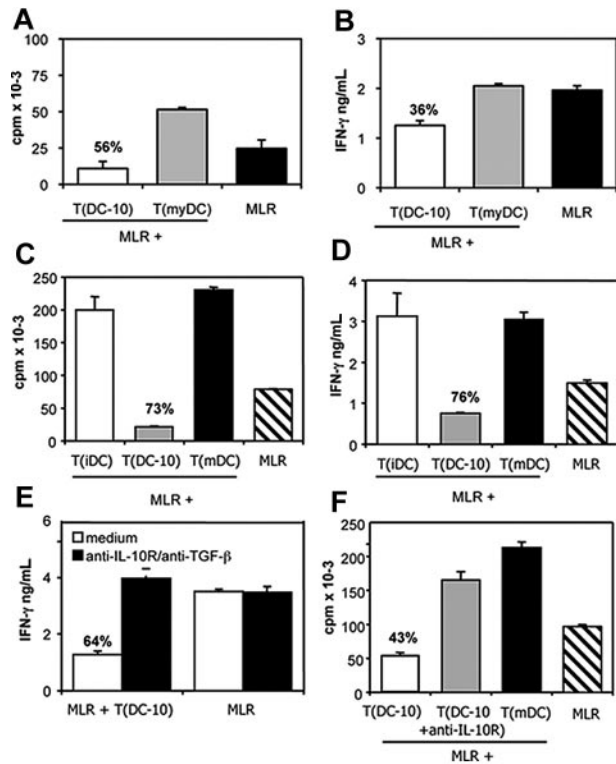 A
cpm x 10-3
100
75
50
25
0
56%
T(DC-10) T(myDC) MLR
MLR +
B
IFN-γ ng/mL
3
2
1
0
36%
T(DC-10) T(myDC) MLR
MLR +
C
cpm x 10-3
250
200
150
100
50
0
73%
T(iDC) T(DC-10) T(mDC) MLR
MLR +
D
IFN-γ ng/mL
4
3
2
1
0
76%
T(iDC) T(DC-10) T(mDC) MLR
MLR +
E
IFN-γ ng/mL
6
4
2
0
medium
anti-IL-10R/anti-TGF-β
64%
MLR + T(DC-10) MLR
F
cpm x 10-3
250
200
150
100
50
0
43%
T(DC-10) T(DC-10 T(mDC) MLR
+anti-IL-10R)
MLR +